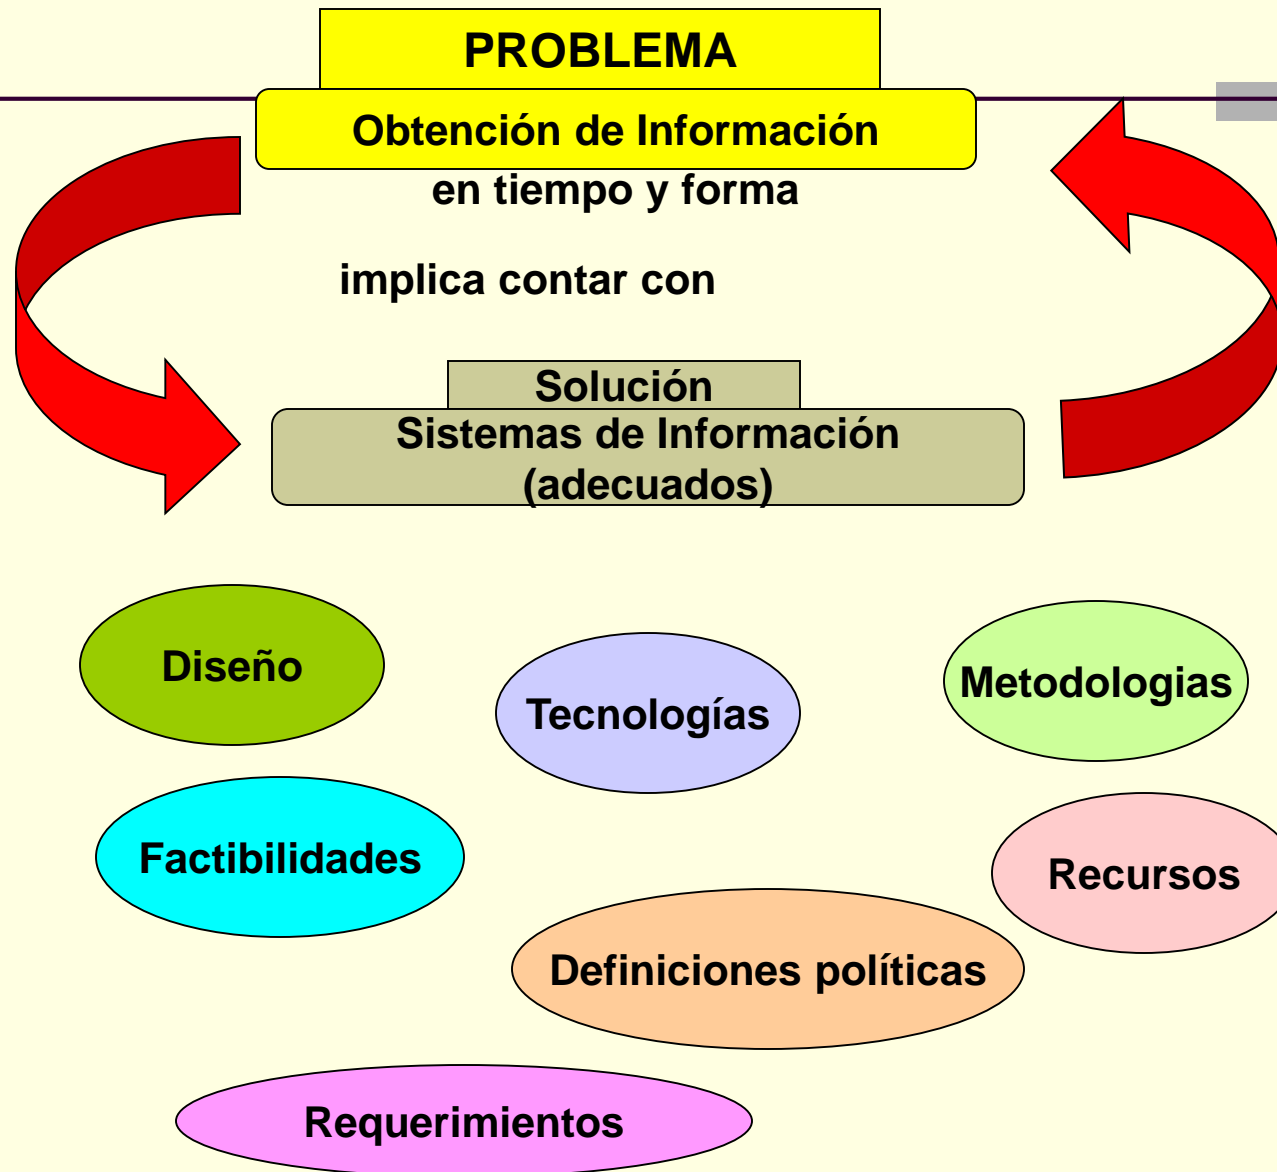 PROBLEMA
Obtención de Información
en tiempo y forma
implica contar con
Solución
Sistemas de Información
(adecuados)
Diseño
Tecnologías
Metodologias
Factibilidades
Recursos
Definiciones políticas
Requerimientos